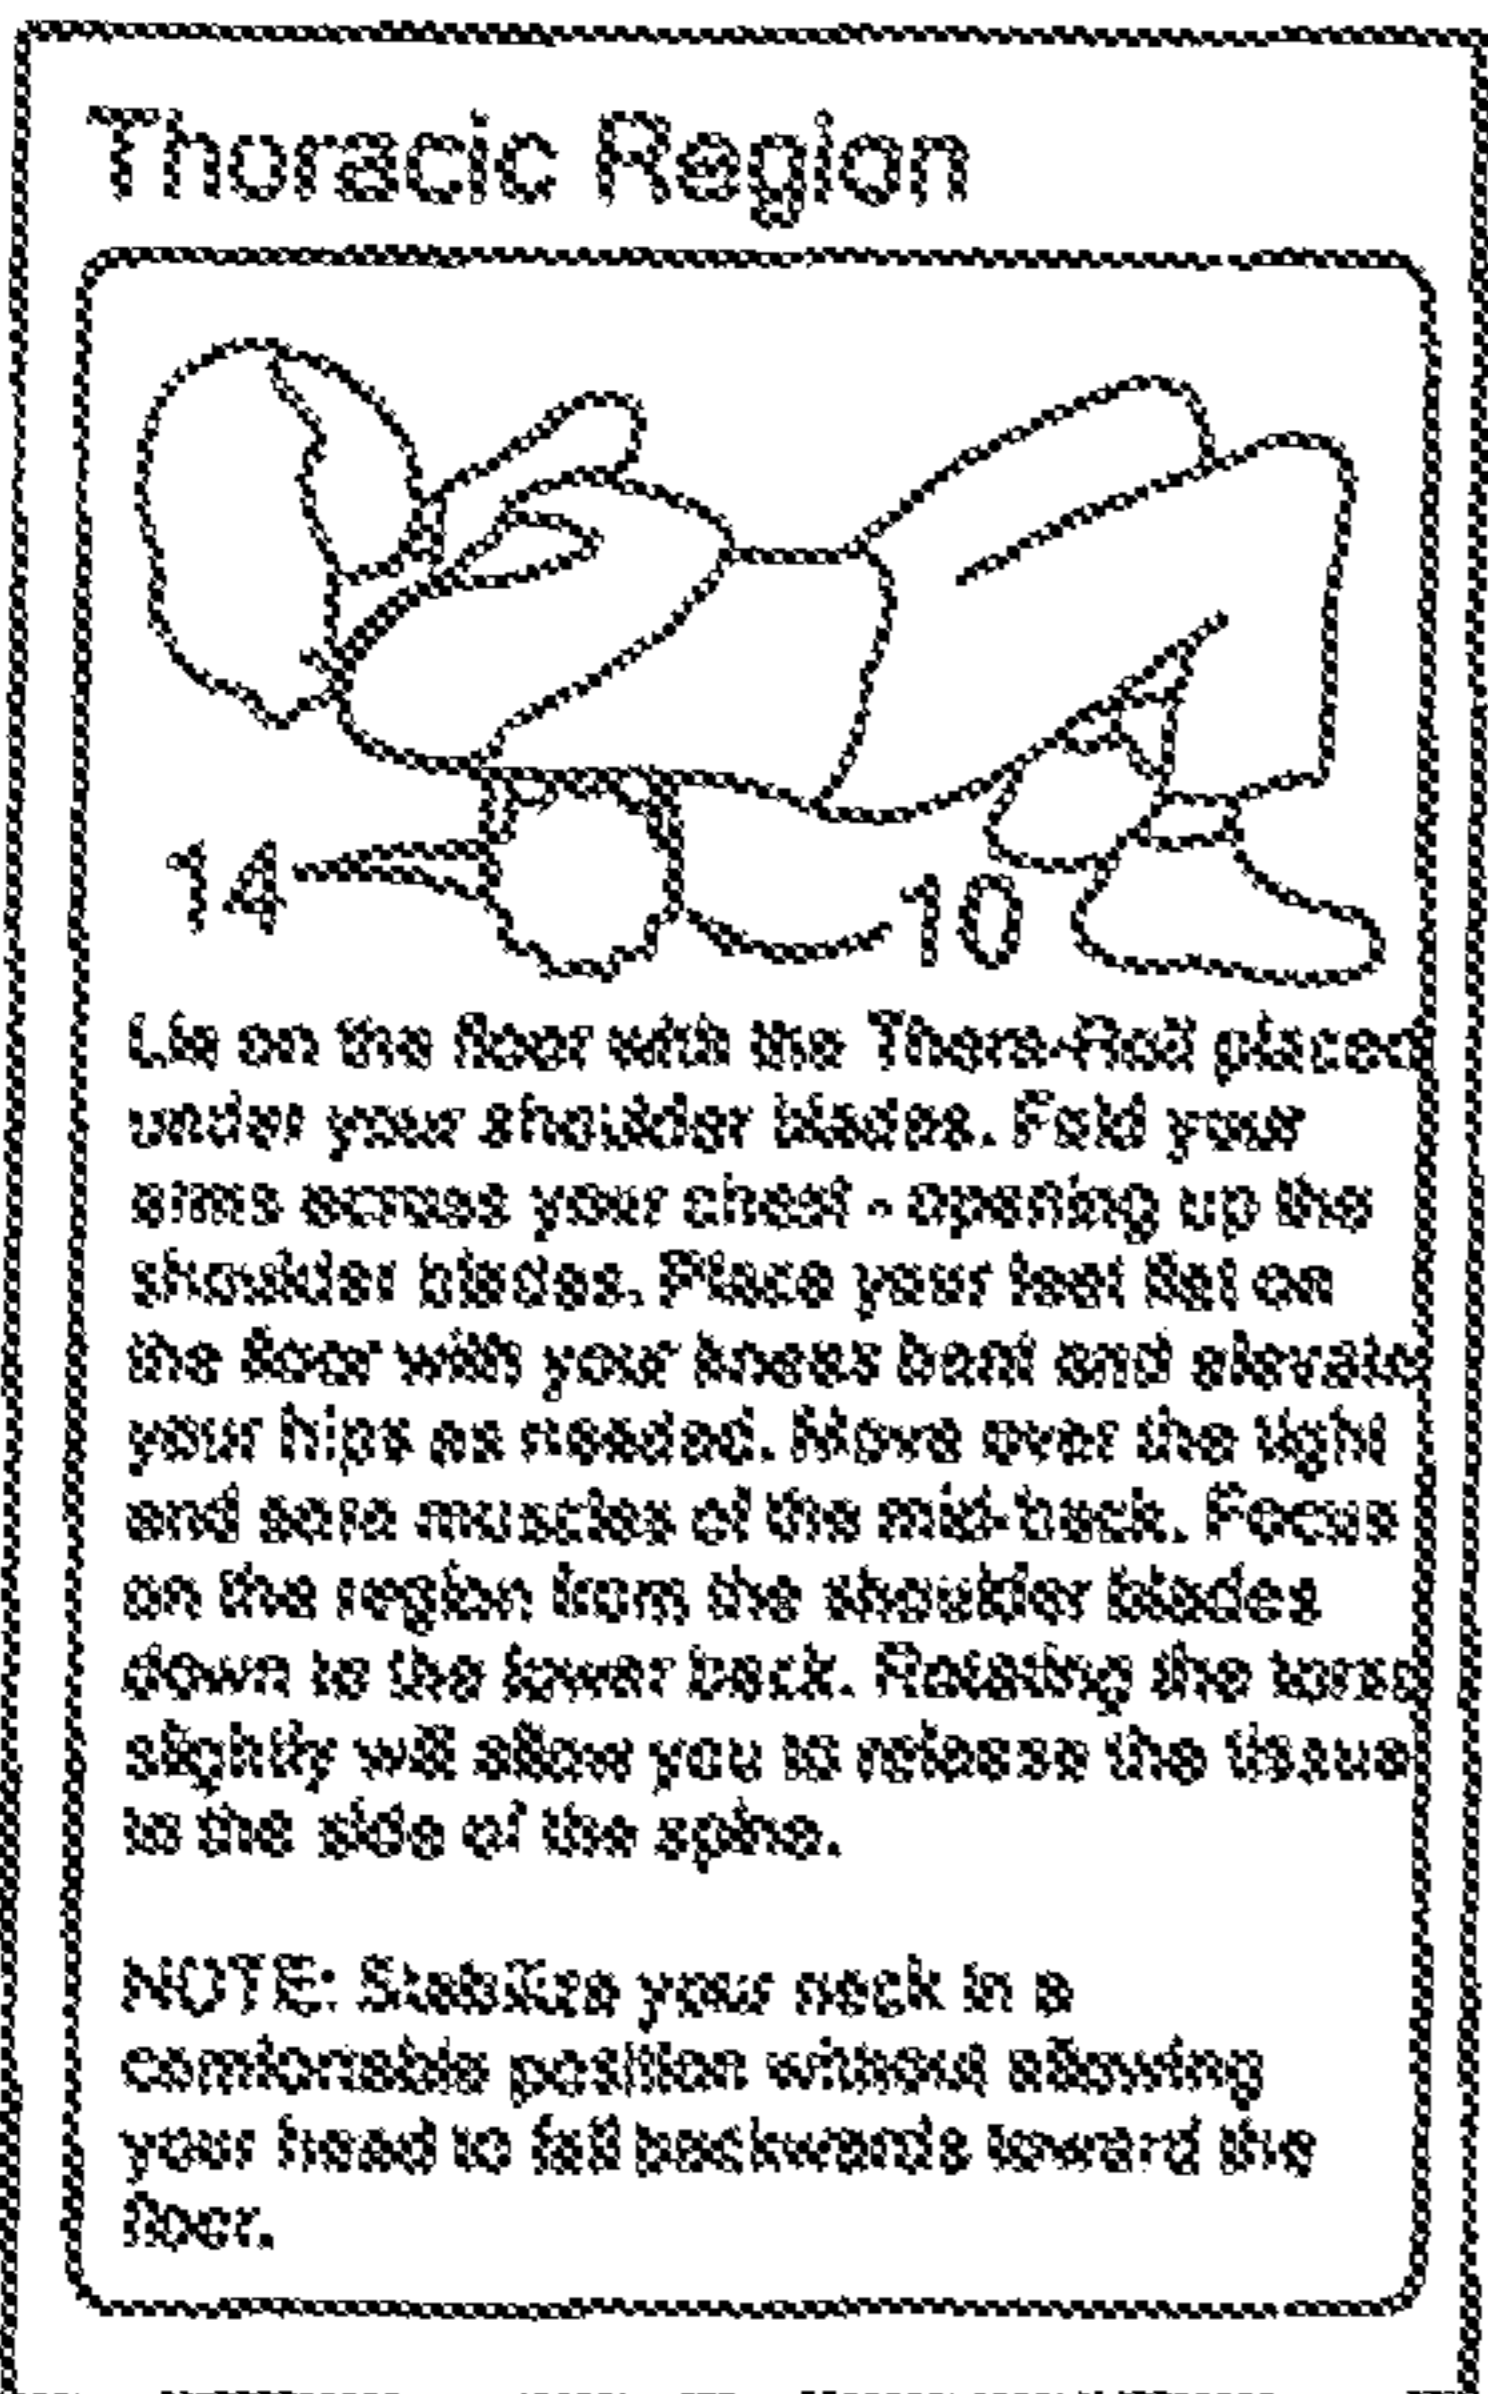 Thoracic Region
14
10
Lie on the floor with the Thera-Roll placed
under your shoulder blades. Fold your
arms across your chest - opening up the
shoulder blades. Place your feet flat on
the floor with your knees bent and elevate
your hips as needed. Move over the tight
and sore muscles of the mid-back. Focus
on the region from the shoulder blades
down to the lower back. Rotating the torso
slightly will allow you to release the tissue
to the side of the spine.
NOTE: Stabilize your neck in a
comfortable position without allowing
your head to fall backwards toward the
floor.